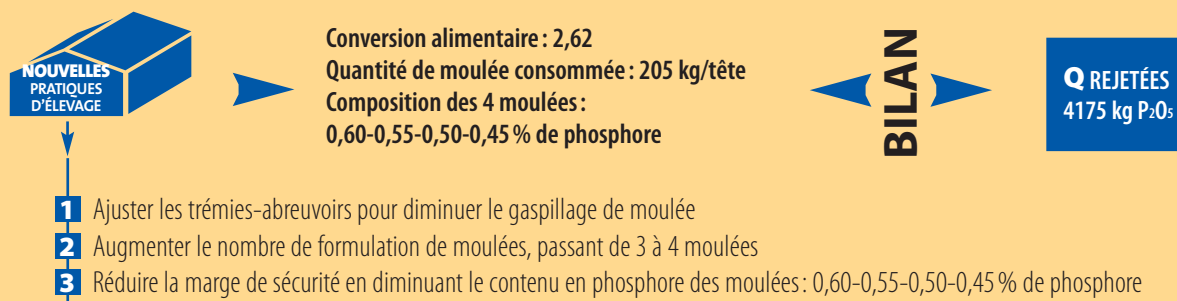 NOUVELLES
PRATIQUES
D'ÉLEVAGE
Conversion alimentaire : 2,62
Quantité de moulée consommée : 205 kg/tête
Composition des 4 moulées :
0,60-0,55-0,50-0,45 % de phosphore
BILAN
Q REJETÉES
4175 kg P2O5
1 Ajuster les trémies-abreuvoirs pour diminuer le gaspillage de moulée
2 Augmenter le nombre de formulation de moulées, passant de 3 à 4 moulées
3 Réduire la marge de sécurité en diminuant le contenu en phosphore des moulées : 0,60-0,55-0,50-0,45 % de phosphore